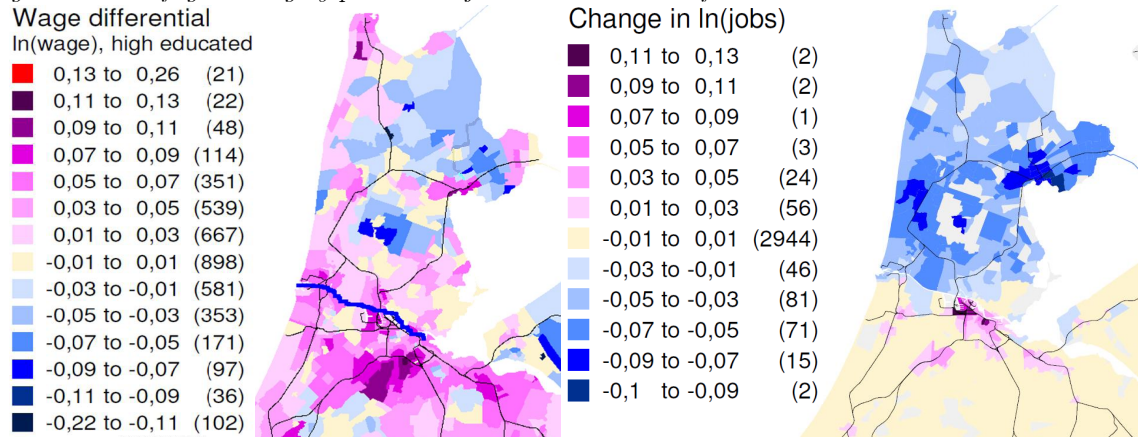 Wage differential
ln(wage), high educated
0,13 to 0,26 (21)
0,11 to 0,13 (22)
0,09 to 0,11 (48)
0,07 to 0,09 (114)
0,05 to 0,07 (351)
0,03 to 0,05 (539)
0,01 to 0,03 (667)
-0,01 to 0,01 (898)
-0,03 to -0,01 (581)
-0,05 to -0,03 (353)
-0,07 to -0,05 (171)
-0,09 to -0,07 (97)
-0,11 to -0,09 (36)
-0,22 to -0,11 (102)
Change in ln(jobs)
0,11 to 0,13 (2)
0,09 to 0,11 (2)
0,07 to 0,09 (1)
0,05 to 0,07 (3)
0,03 to 0,05 (24)
0,01 to 0,03 (56)
-0,01 to 0,01 (2944)
-0,03 to -0,01 (46)
-0,05 to -0,03 (81)
-0,07 to -0,05 (71)
-0,09 to -0,07 (15)
-0,1 to -0,09 (2)